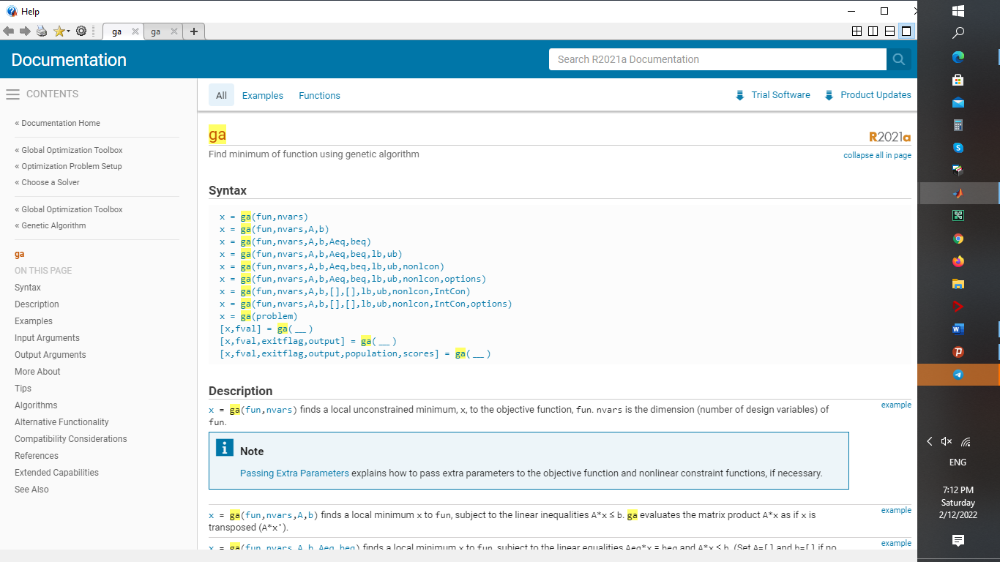 Help
ga
ga
Documentation
Search R2021a Documentation
CONTENTS
« Documentation Home
« Global Optimization Toolbox
« Optimization Problem Setup
« Choose a Solver
« Global Optimization Toolbox
« Genetic Algorithm
ga
ON THIS PAGE
Syntax
Description
Examples
Input Arguments
Output Arguments
More About
Tips
Algorithms
Alternative Functionality
Compatibility Considerations
References
Extended Capabilities
See Also
All Examples Functions
Trial Software Product Updates
ga
R2021a
Find minimum of function using genetic algorithm
collapse all in page
Syntax
x = ga(fun,nvars)
x = ga(fun,nvars,A,b)
x = ga(fun,nvars,A,b,Aeq,beq)
x = ga(fun,nvars,A,b,Aeq,beq,lb,ub)
x = ga(fun,nvars,A,b,Aeq,beq,lb,ub,nonlcon)
x = ga(fun,nvars,A,b,Aeq,beq,lb,ub,nonlcon,options)
x = ga(fun,nvars,A,b,[],[],lb,ub,nonlcon,IntCon)
x = ga(fun,nvars,A,b,[],[],lb,ub,nonlcon,IntCon,options)
x = ga(problem)
[x,fval] = ga(__)
[x,fval,exitflag,output] = ga(__)
[x,fval,exitflag,output,population,scores] = ga(__)
Description
x = ga(fun,nvars) finds a local unconstrained minimum, x, to the objective function, fun. nvars is the dimension (number of design variables) of
fun.
example
Note
Passing Extra Parameters explains how to pass extra parameters to the objective function and nonlinear constraint functions, if necessary.
x = ga(fun,nvars,A,b) finds a local minimum x to fun, subject to the linear inequalities A*x ≤ b. ga evaluates the matrix product A*x as if x is
transposed (A*x').
example
x = ga(fun,nvars,A,b,Aeq,beq) finds a local minimum x to fun, subject to the linear equalities Aeq*x = beq and A*x ≤ b. (Set A=[] and b=[] if no
example
ENG
7:12 PM
Saturday
2/12/2022